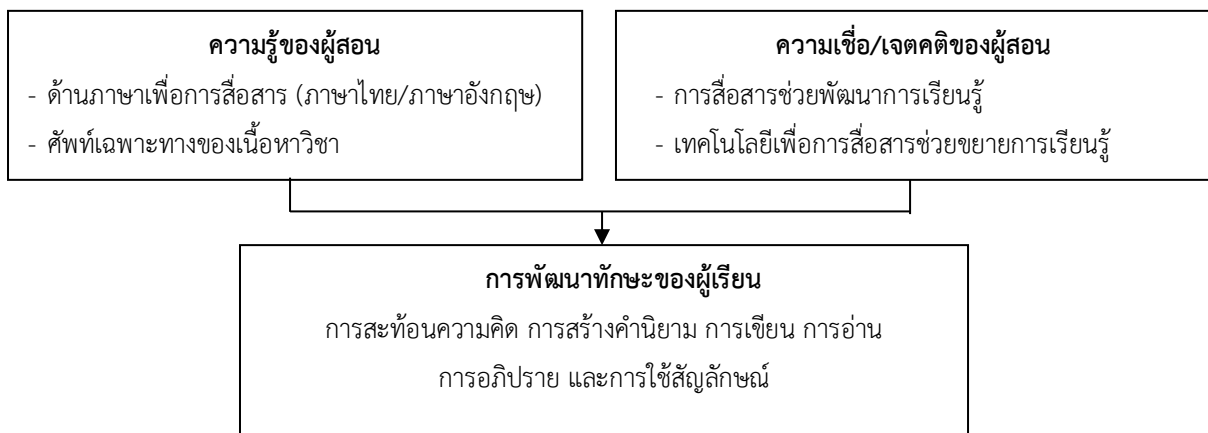 ความรู้ของผู้สอน
- ด้านภาษาเพื่อการสื่อสาร (ภาษาไทย/ภาษาอังกฤษ)
- ศัพท์เฉพาะทางของเนื้อหาวิชา
ความเชื่อ/เจตคติของผู้สอน
- การสื่อสารช่วยพัฒนาการเรียนรู้
- เทคโนโลยีเพื่อการสื่อสารช่วยขยายการเรียนรู้
การพัฒนาทักษะของผู้เรียน
การสะท้อนความคิด การสร้างคำนิยาม การเขียน การอ่าน
การอภิปราย และการใช้สัญลักษณ์